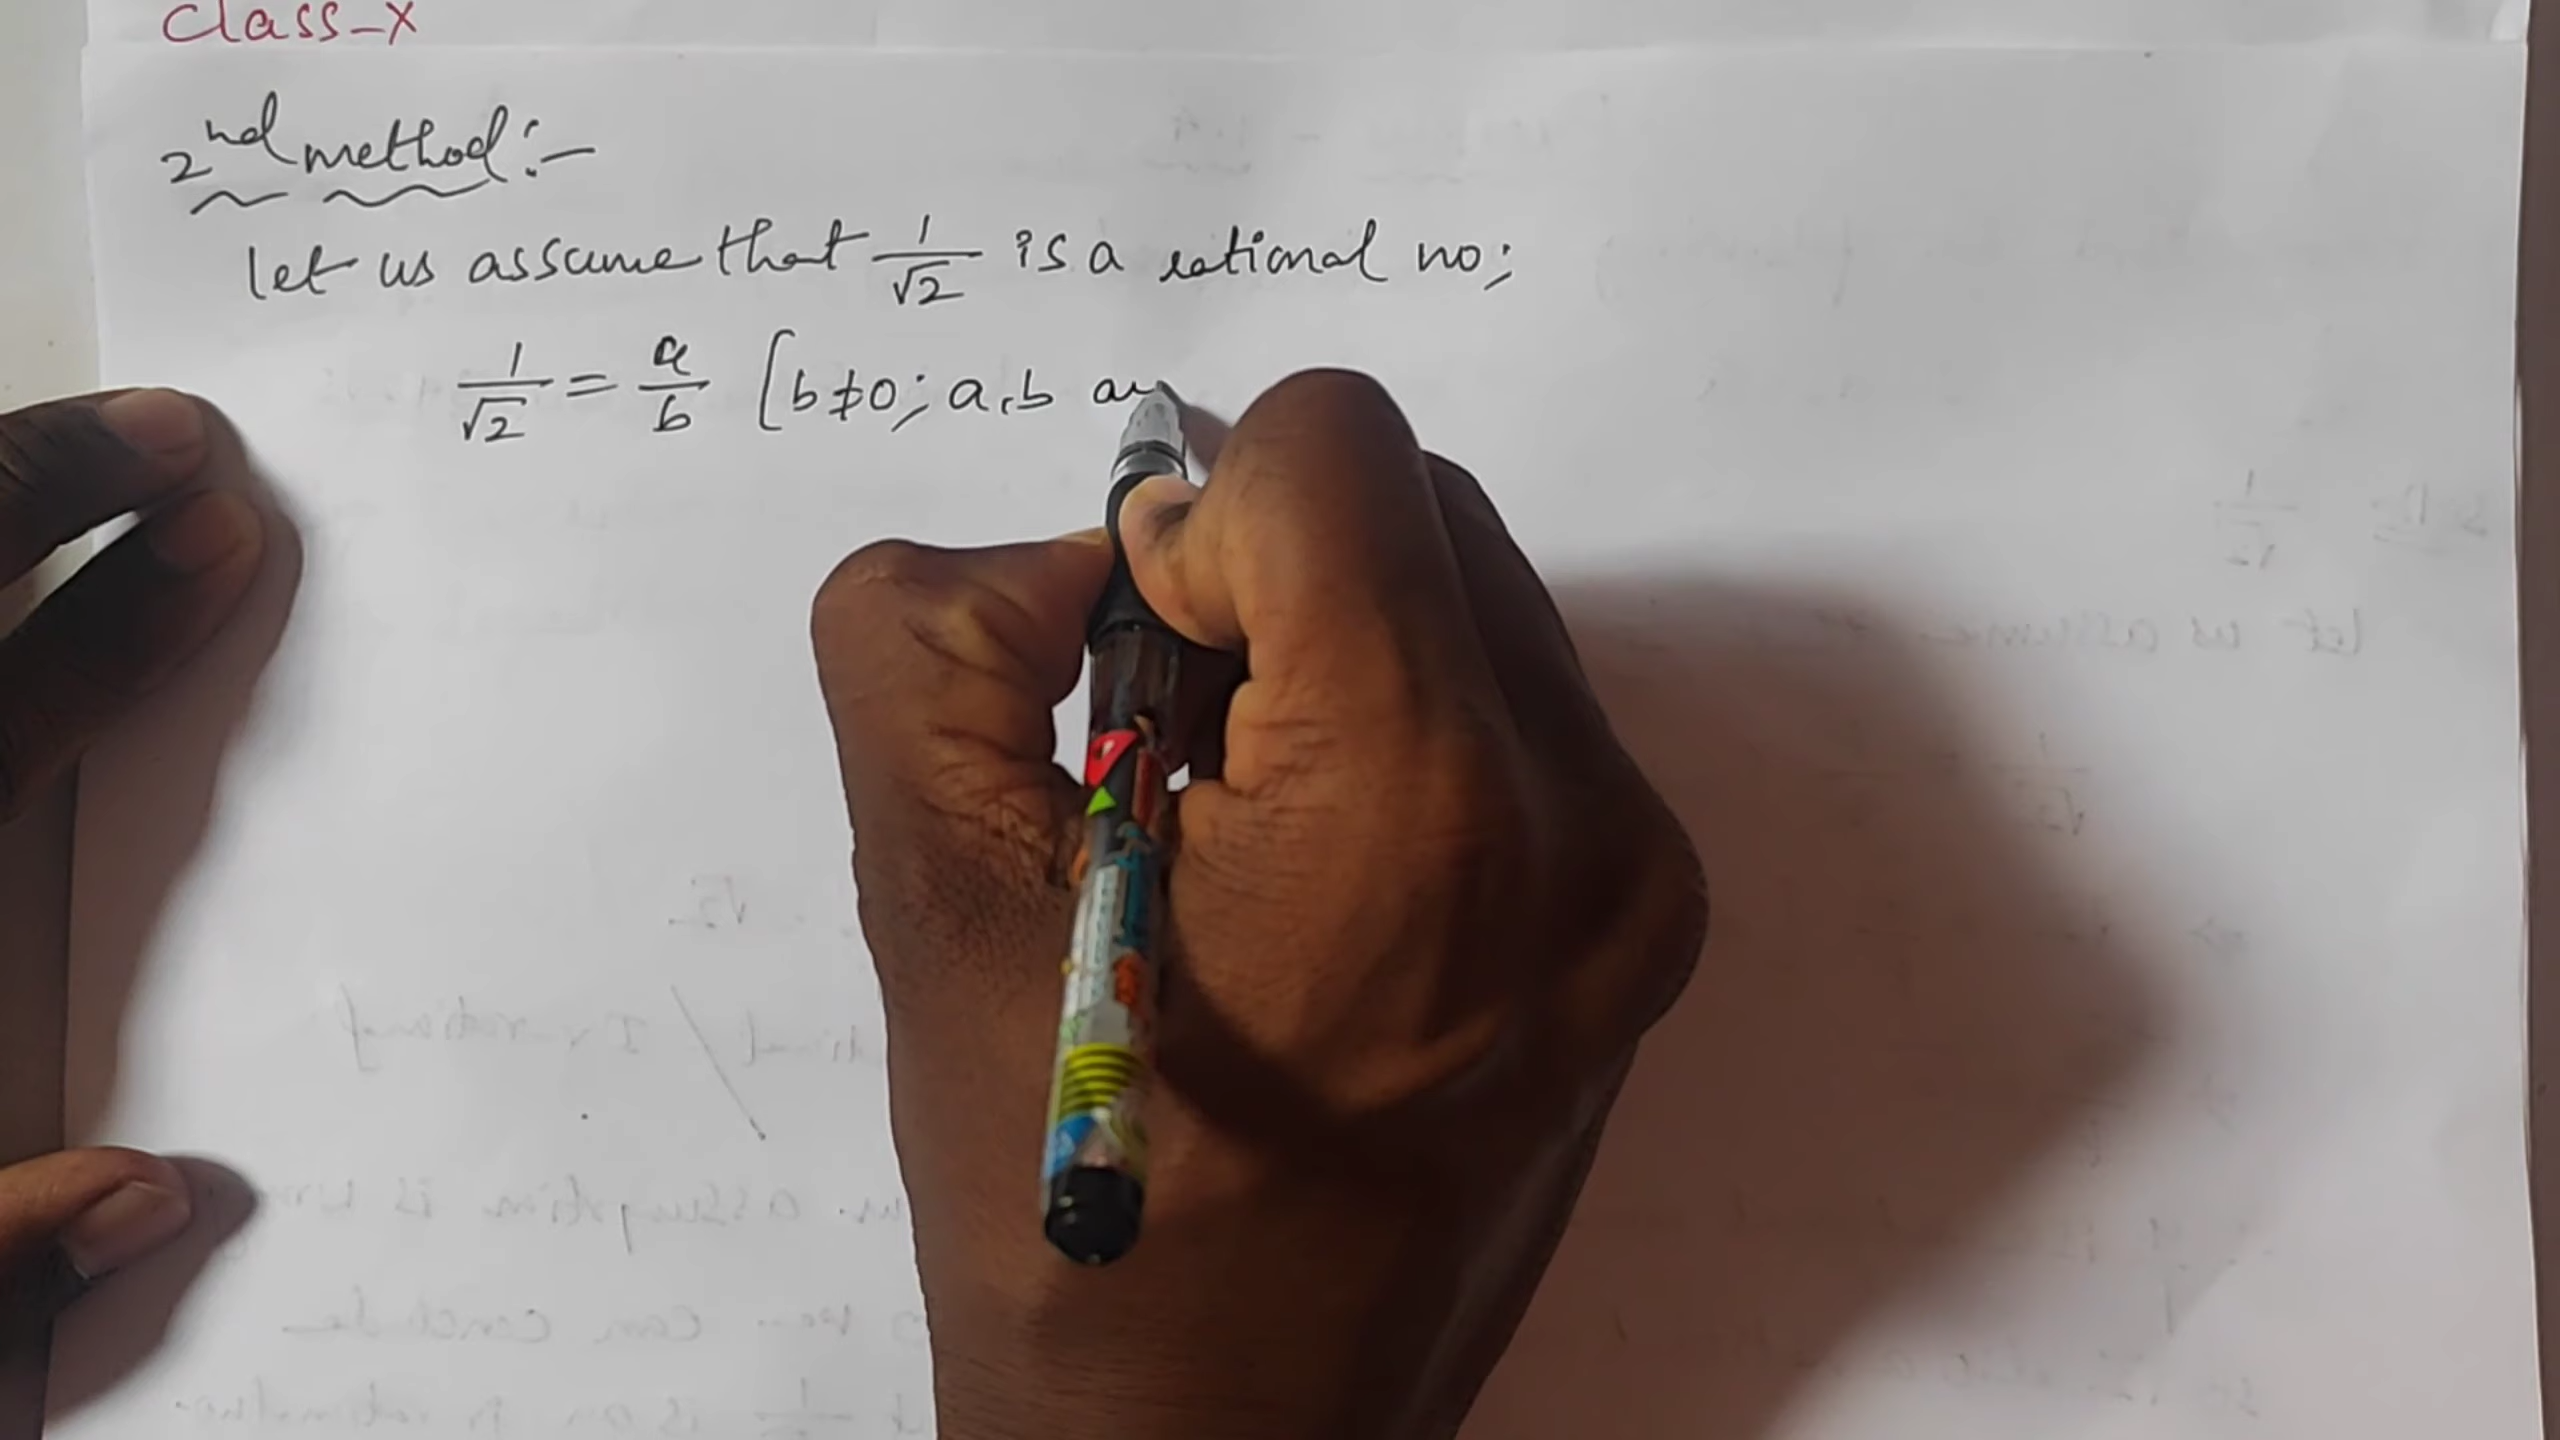 Class-X
2nd method:-
let us assume that 1/√2 is a rational no;
1/√2 = a/b [b≠0; a,b ar